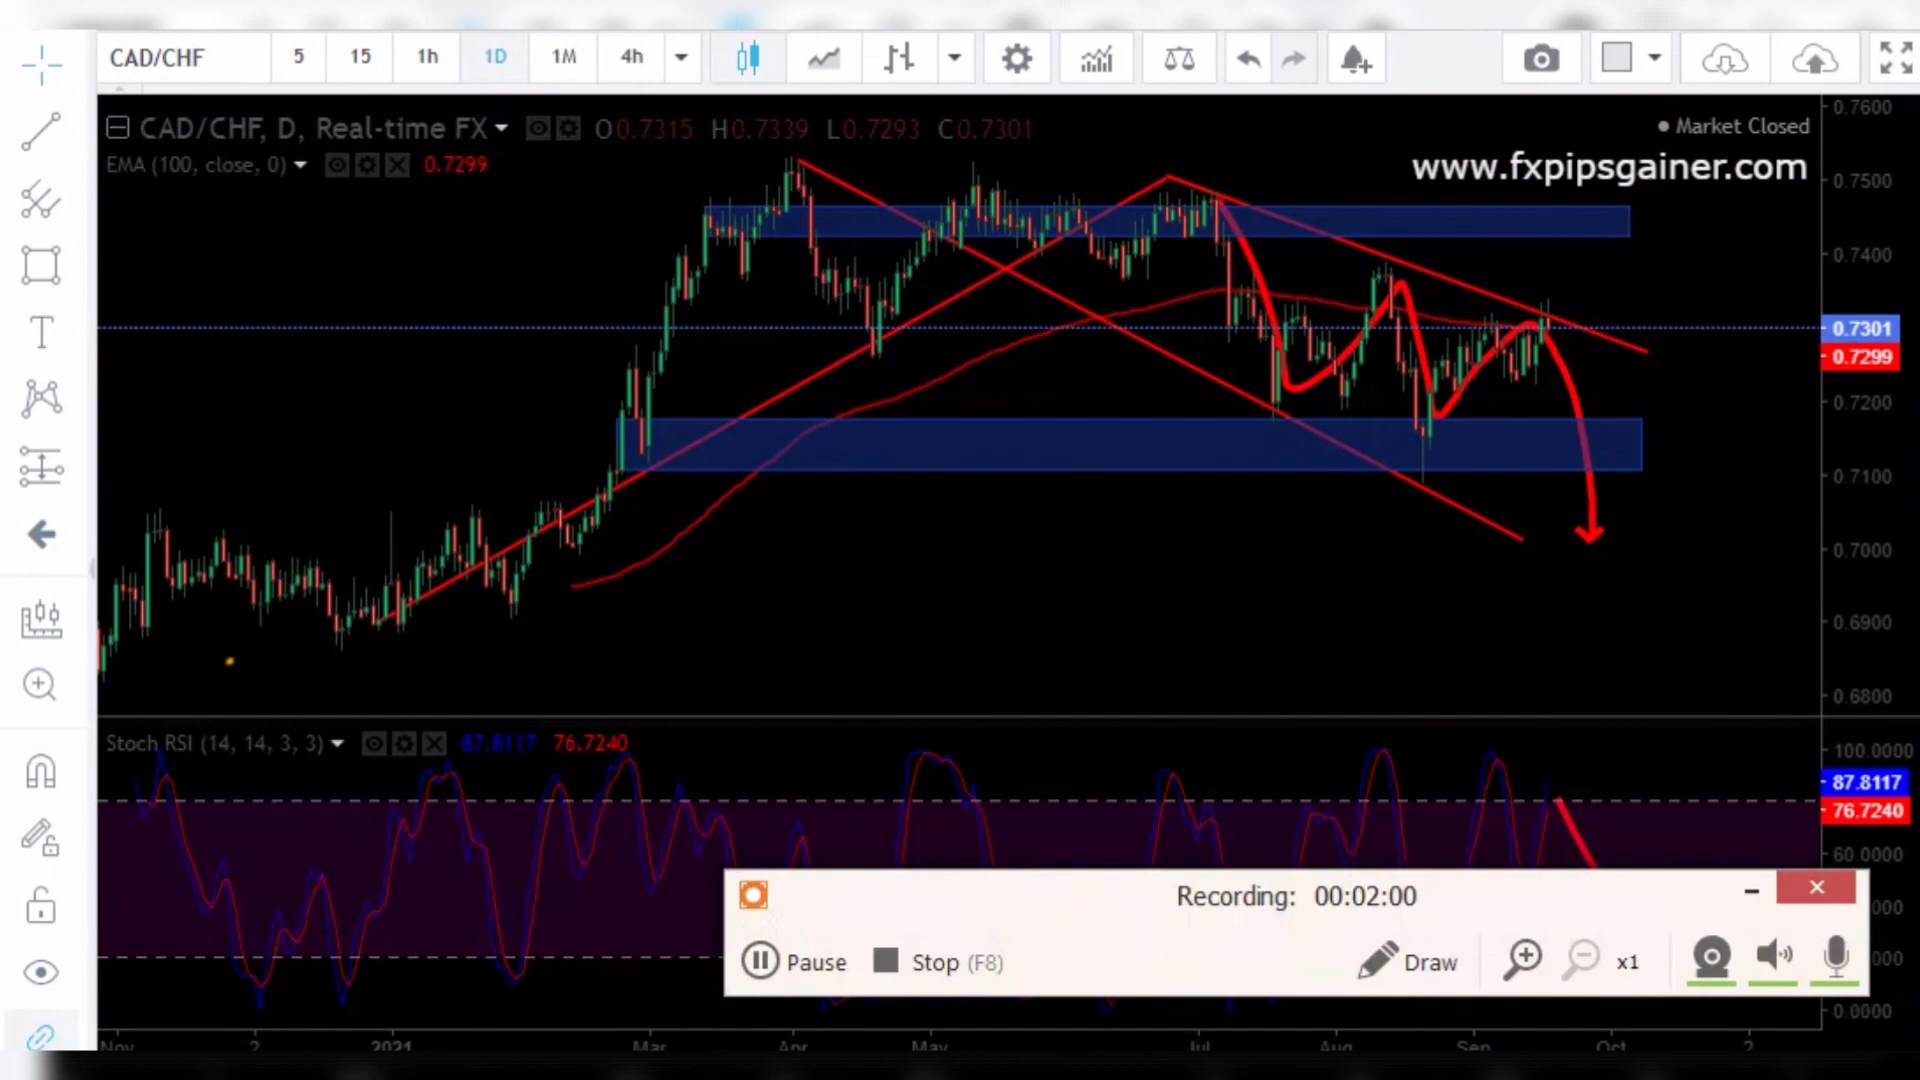 CAD/CHF 5 15 1h 1D 1M 4h
CAD/CHF, D, Real-time FX O0.7315 H0.7339 L0.7293 C0.7301
Market Closed
EMA (100, close, 0) 0.7299
www.fxpipsgainer.com
0.7600
0.7500
0.7400
0.7301
0.7299
0.7200
0.7100
0.7000
0.6900
0.6800
Stoch RSI (14, 14, 3, 3) 87.8117 76.7240
100.0000
87.8117
76.7240
60.0000
Recording: 00:02:00
Pause Stop (F8) Draw x1
0.0000
Nov 2 2021 Mar Apr May Jul Aug Sep Oct 2
T